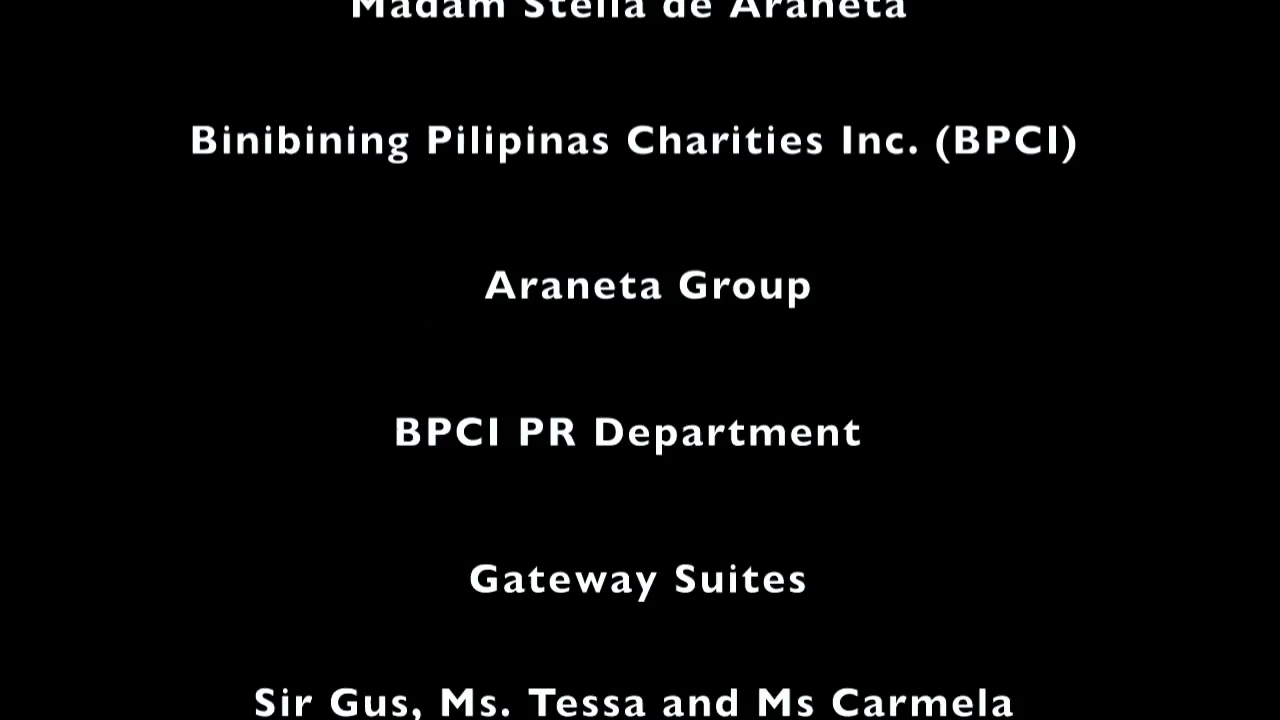 Madam Stella de Araneta
Binibining Pilipinas Charities Inc. (BPCI)
Araneta Group
BPCI PR Department
Gateway Suites
Sir Gus, Ms. Tessa and Ms Carmela